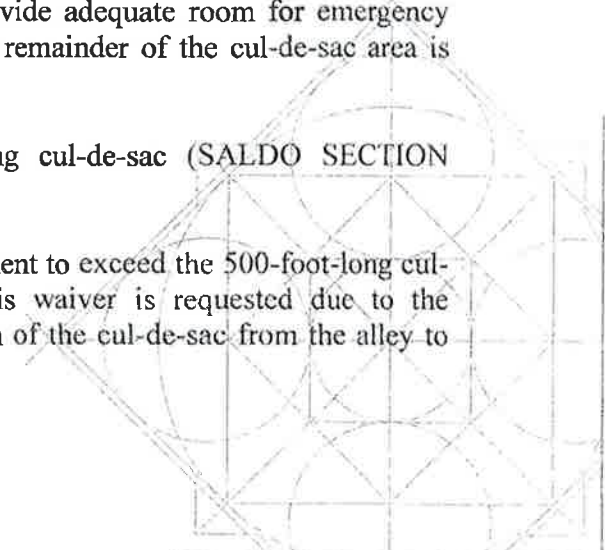 vide adequate room for emergency
remainder of the cul-de-sac area is
ng cul-de-sac (SALDO SECTION
ent to exceed the 500-foot-long cul-
is waiver is requested due to the
of the cul-de-sac from the alley to